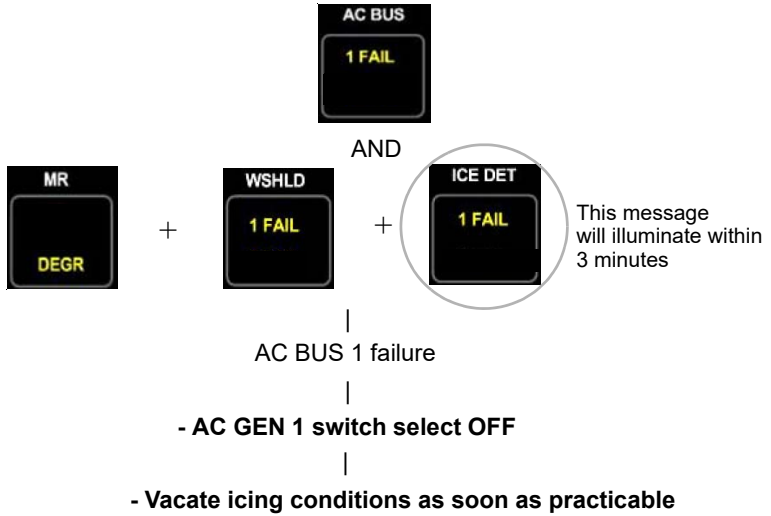 AC BUS
1 FAIL
AND
MR
DEGR
+
WSHLD
1 FAIL
+
ICE DET
1 FAIL
This message
will illuminate within
3 minutes
|
AC BUS 1 failure
|
- AC GEN 1 switch select OFF
|
- Vacate icing conditions as soon as practicable